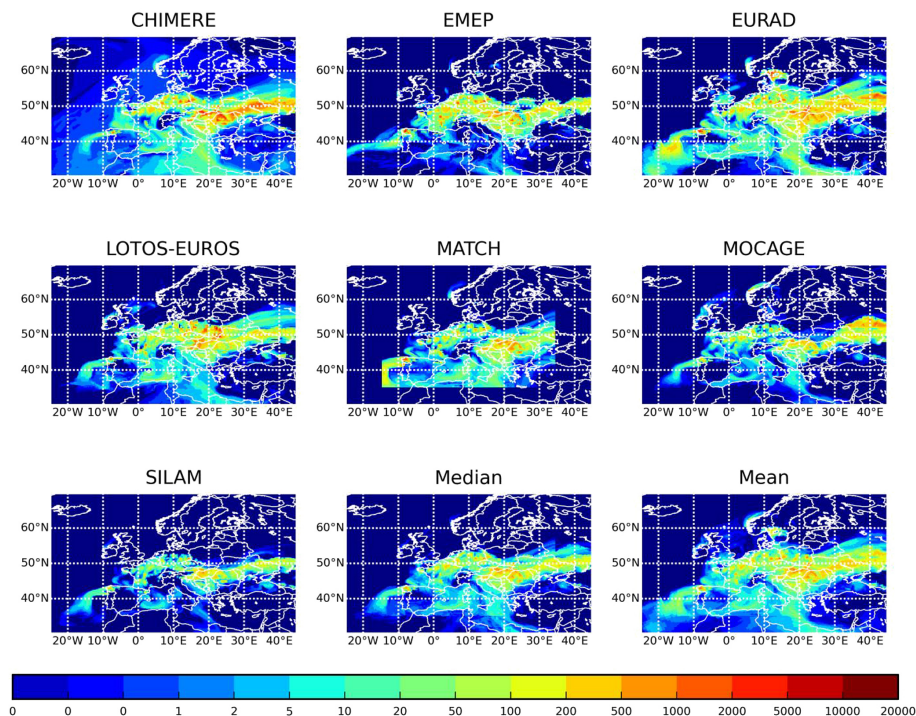 CHIMERE EMEP EURAD
60°N 60°N 60°N
50°N 50°N 50°N
40°N 40°N 40°N
20°W 10°W 0° 10°E 20°E 30°E 40°E 20°W 10°W 0° 10°E 20°E 30°E 40°E 20°W 10°W 0° 10°E 20°E 30°E 40°E
LOTOS-EUROS MATCH MOCAGE
60°N 60°N 60°N
50°N 50°N 50°N
40°N 40°N 40°N
20°W 10°W 0° 10°E 20°E 30°E 40°E 20°W 10°W 0° 10°E 20°E 30°E 40°E 20°W 10°W 0° 10°E 20°E 30°E 40°E
SILAM Median Mean
60°N 60°N 60°N
50°N 50°N 50°N
40°N 40°N 40°N
20°W 10°W 0° 10°E 20°E 30°E 40°E 20°W 10°W 0° 10°E 20°E 30°E 40°E 20°W 10°W 0° 10°E 20°E 30°E 40°E
0 0 0 1 2 5 10 20 50 100 200 500 1000 2000 5000 10000 20000